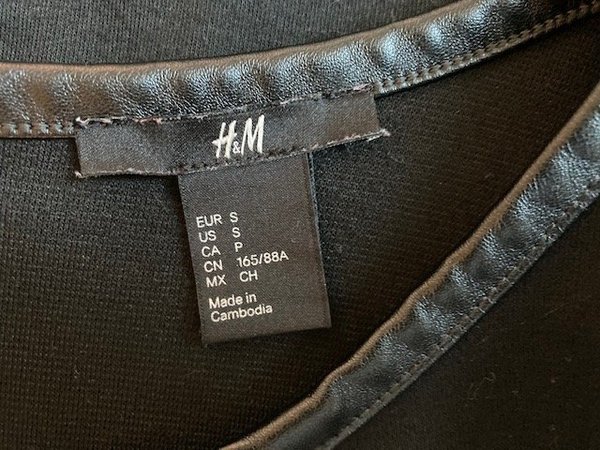 H&M
EUR S
US S
CA P
CN 165/88A
MX CH
Made in
Cambodia